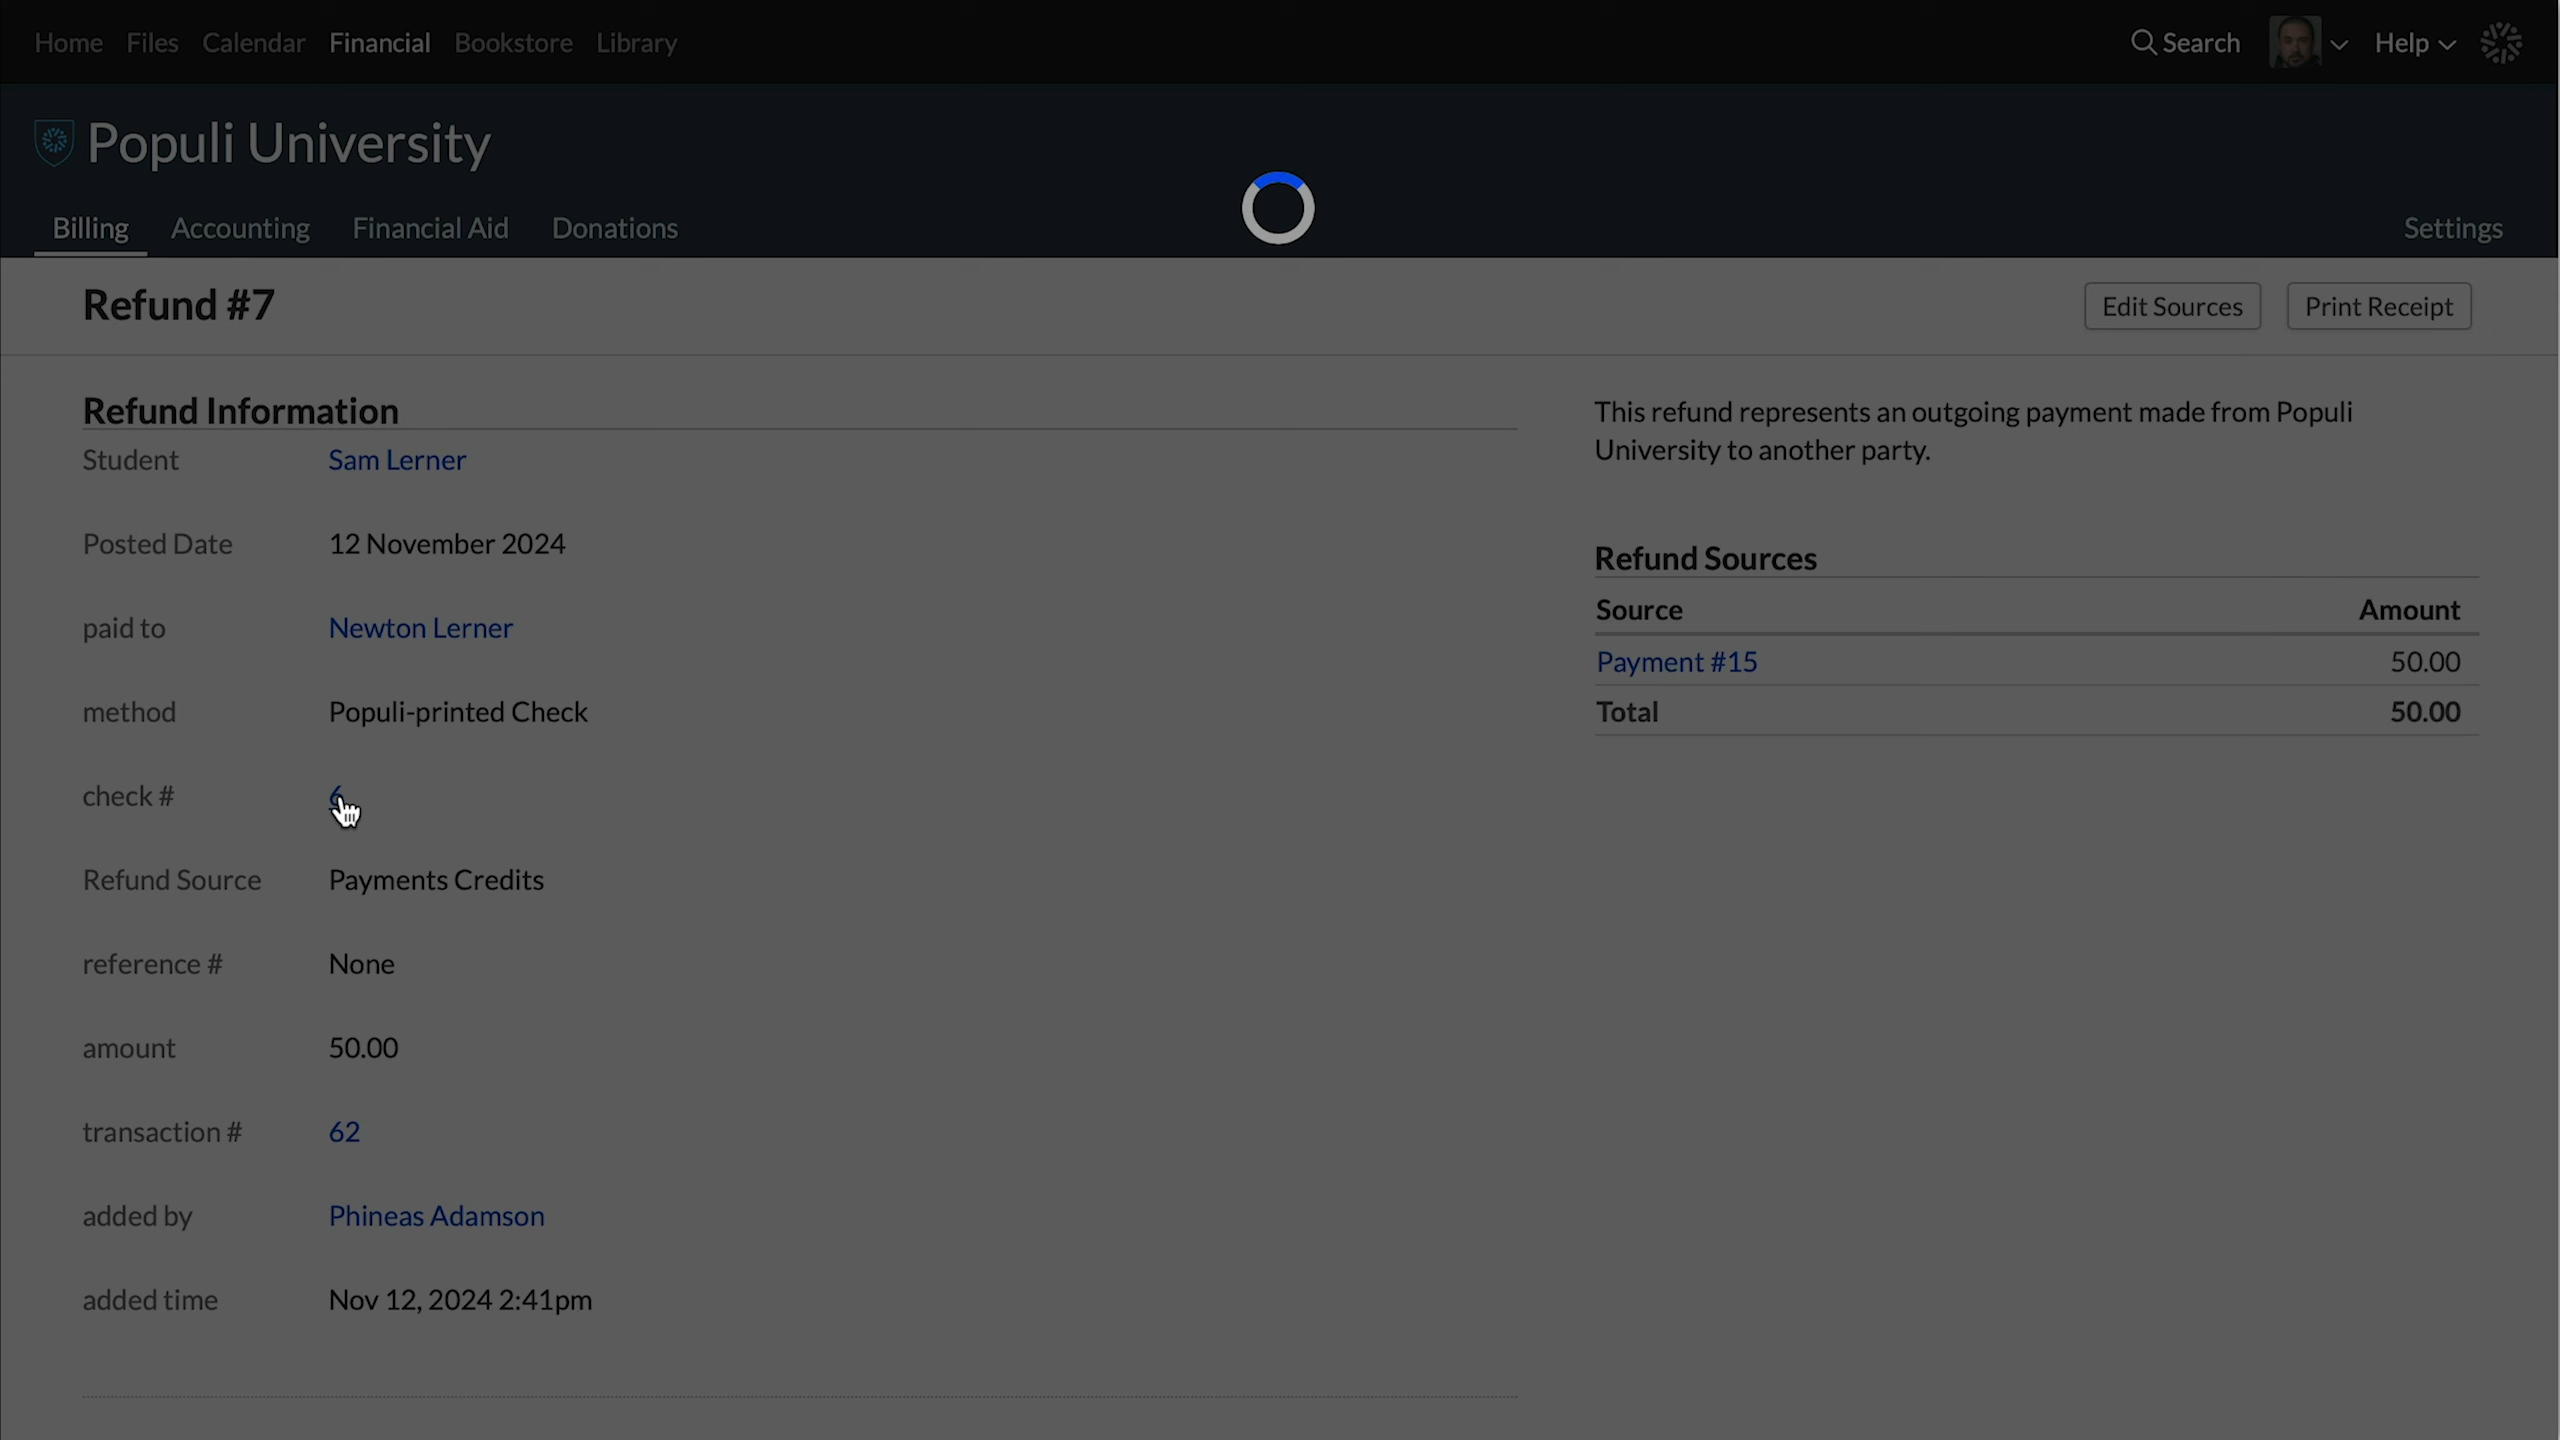 Home Files Calendar Financial Bookstore Library
Search Help
Populi University
Billing Accounting Financial Aid Donations Settings
Refund #7
Edit Sources Print Receipt
Refund Information
Student Sam Lerner
Posted Date 12 November 2024
paid to Newton Lerner
method Populi-printed Check
check # 6
Refund Source Payments Credits
reference # None
amount 50.00
transaction # 62
added by Phineas Adamson
added time Nov 12, 2024 2:41pm
This refund represents an outgoing payment made from Populi
University to another party.
Refund Sources
Source Amount
Payment #15 50.00
Total 50.00